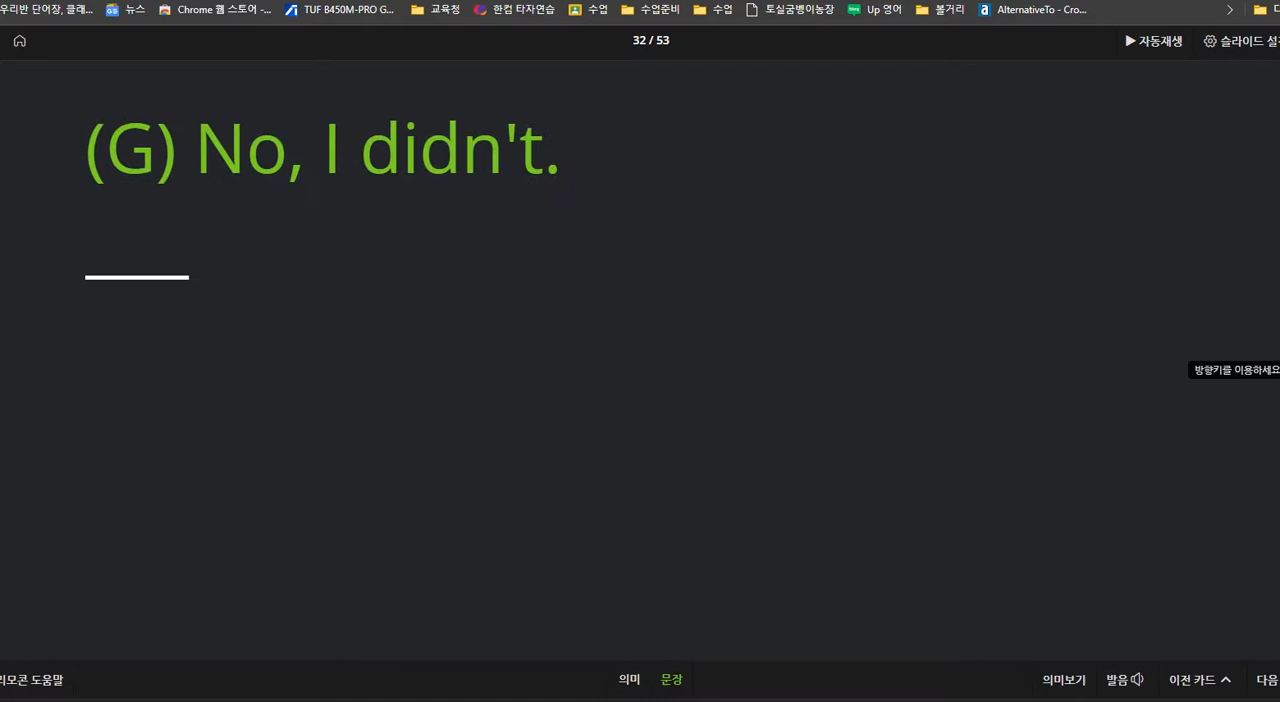 우리반 단어장, 클래... 뉴스 Chrome 웹 스토어 -... TUF B450M-PRO G... 교육청 한컴 타자연습 수업 수업준비 수업 토실굼벵이농장 Up 영어 볼거리 AlternativeTo - Cro...
32 / 53 자동재생 슬라이드 설
(G) No, I didn't.
방향키를 이용하세요
리모콘 도움말 의미 문장 의미보기 발음 이전 카드 다음